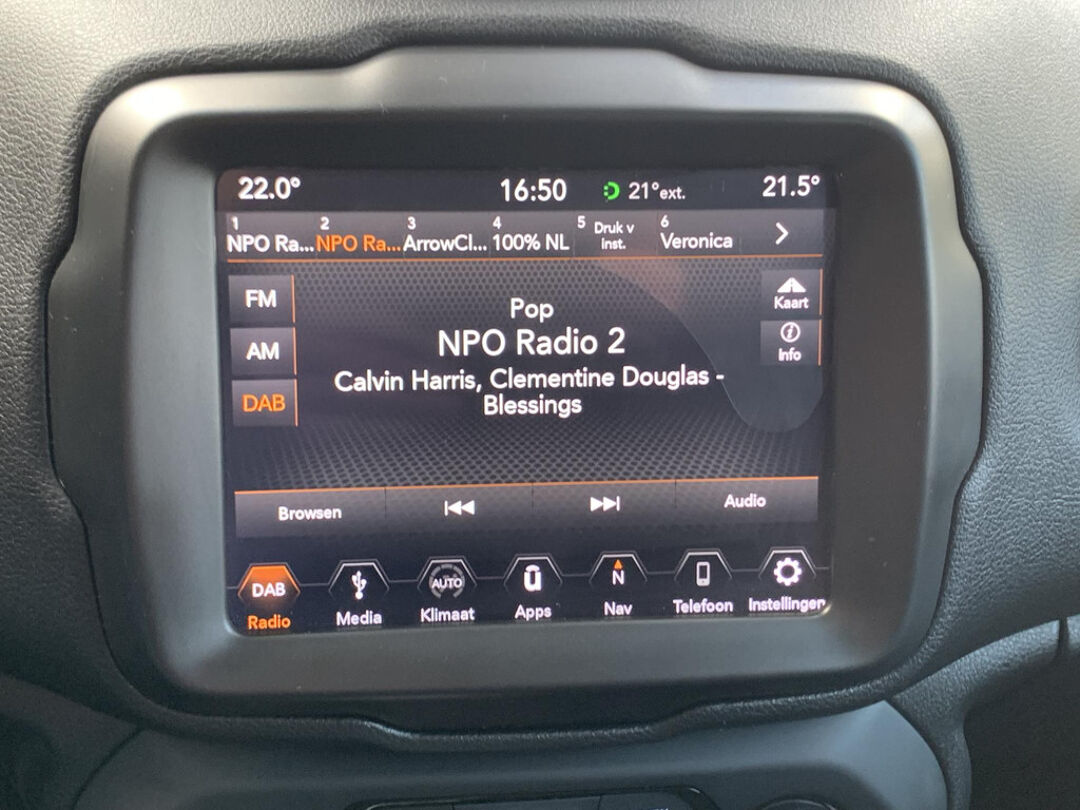 22.0° 16:50 21°ext. 21.5°
1 2 3 4 5 6
NPO Ra... NPO Ra... ArrowCl... 100% NL Druk v Veronica
Inst.
FM
AM
DAB
Pop
NPO Radio 2
Calvin Harris, Clementine Douglas -
Blessings
Kaart
Info
Browsen Audio
DAB AUTO N
Radio Media Klimaat Apps Nav Telefoon Instellingen